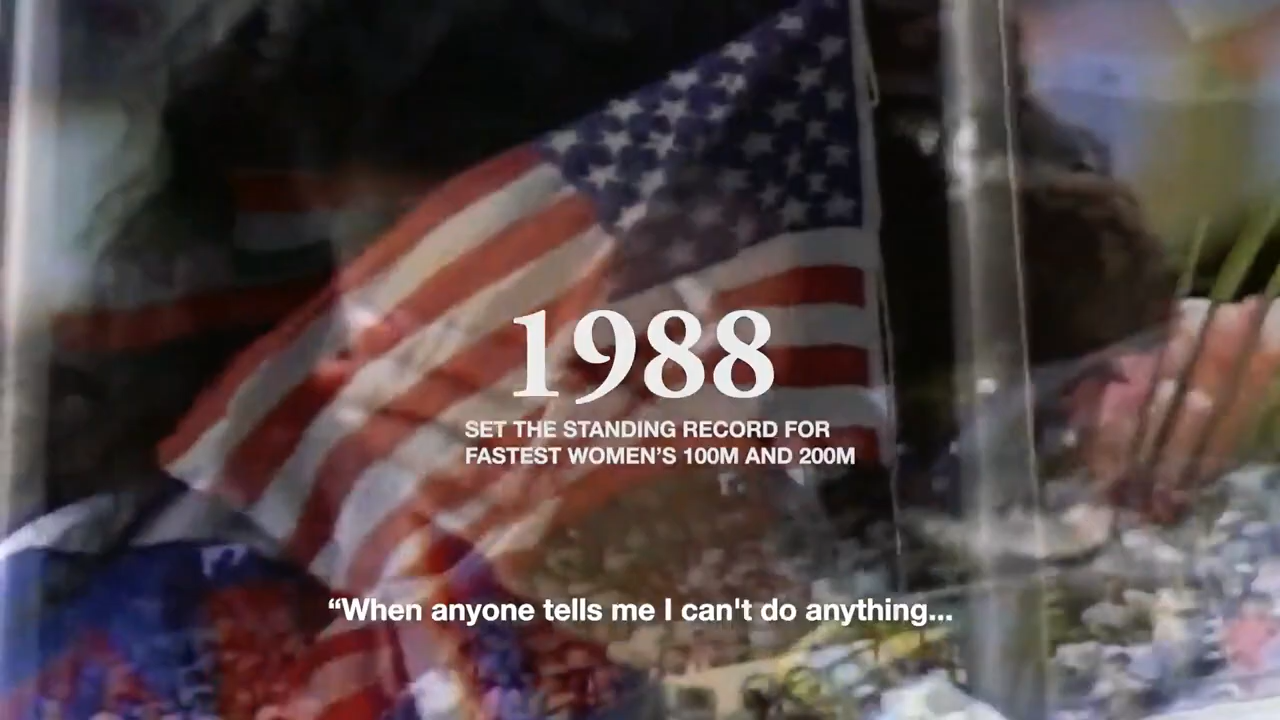 1988
SET THE STANDING RECORD FOR
FASTEST WOMEN’S 100M AND 200M
“When anyone tells me I can't do anything...